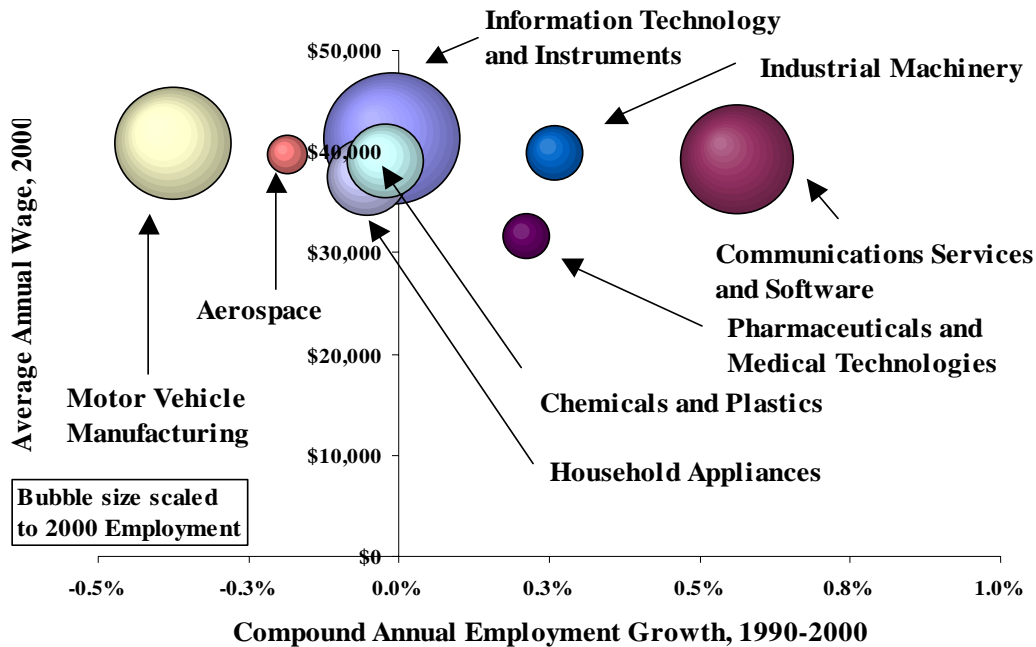 Information Technology
and Instruments
Industrial Machinery
$50,000
$40,000
$30,000
$20,000
$10,000
$0
Average Annual Wage, 2000
Communications Services
and Software
Aerospace
Pharmaceuticals and
Medical Technologies
Motor Vehicle
Manufacturing
Chemicals and Plastics
Household Appliances
Bubble size scaled
to 2000 Employment
-0.5%
-0.3%
0.0%
0.3%
0.5%
0.8%
1.0%
Compound Annual Employment Growth, 1990-2000